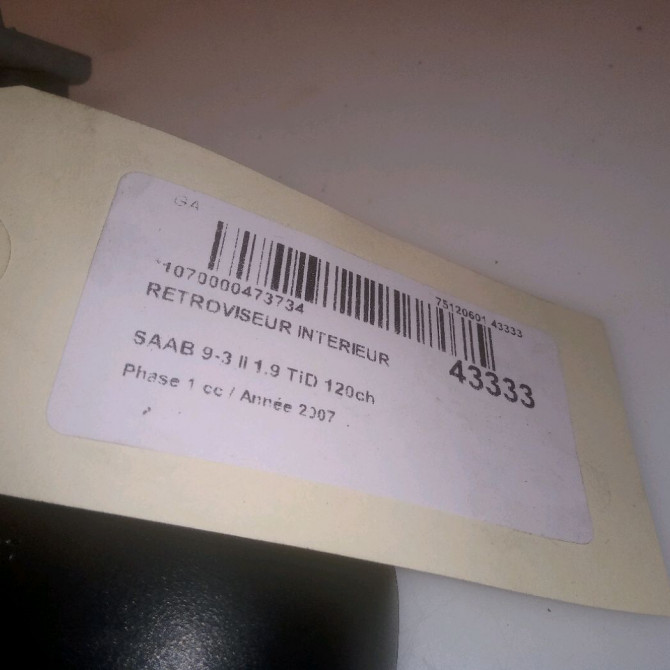 GA
75120601 43333
*1070000473734
RETROVISEUR INTERIEUR
43333
SAAB 9-3 II 1.9 TiD 120ch
Phase 1 cc / Année 2007